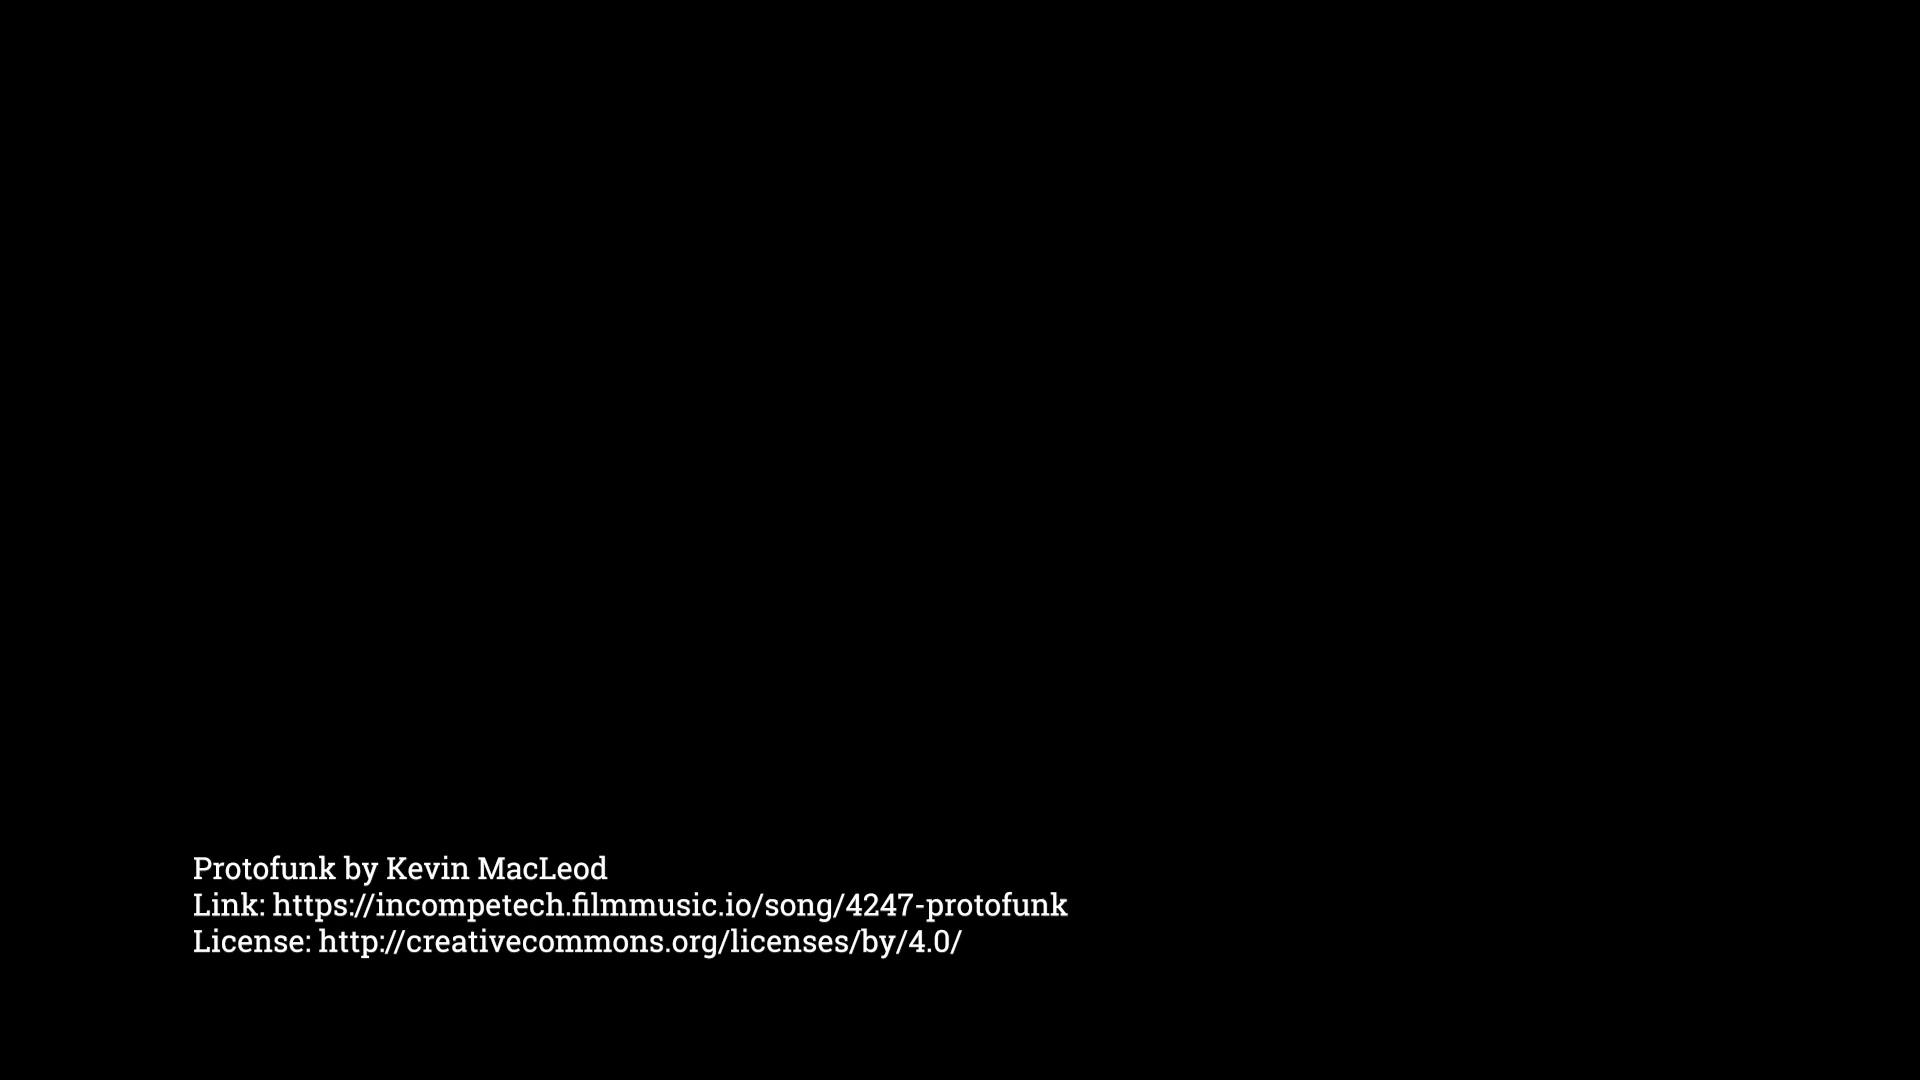 Protofunk by Kevin MacLeod
Link: https://incompetech.filmmusic.io/song/4247-protofunk
License: http://creativecommons.org/licenses/by/4.0/